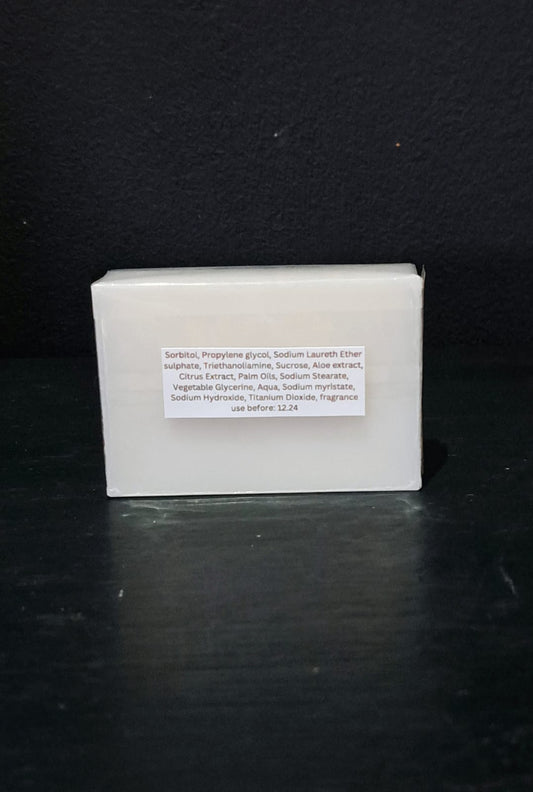 Sorbitol, Propylene glycol, Sodium Laureth Ether
sulphate, Triethanoliamine, Sucrose, Aloe extract,
Citrus Extract, Palm Oils, Sodium Stearate,
Vegetable Glycerine, Aqua, Sodium myristate,
Sodium Hydroxide, Titanium Dioxide, fragrance
use before: 12.24